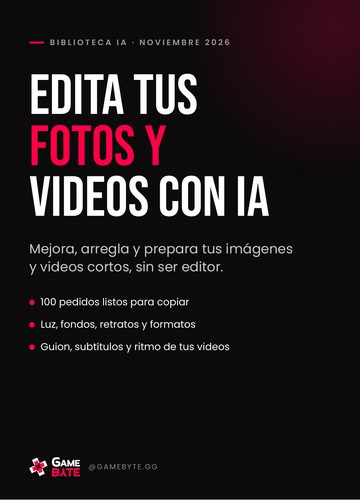 BIBLIOTECA IA · NOVIEMBRE 2026
EDITA TUS
FOTOS Y
VIDEOS CON IA
Mejora, arregla y prepara tus imágenes
y videos cortos, sin ser editor.
100 pedidos listos para copiar
Luz, fondos, retratos y formatos
Guion, subtítulos y ritmo de tus videos
GAME
BATE
@GAMEBYTE.GG